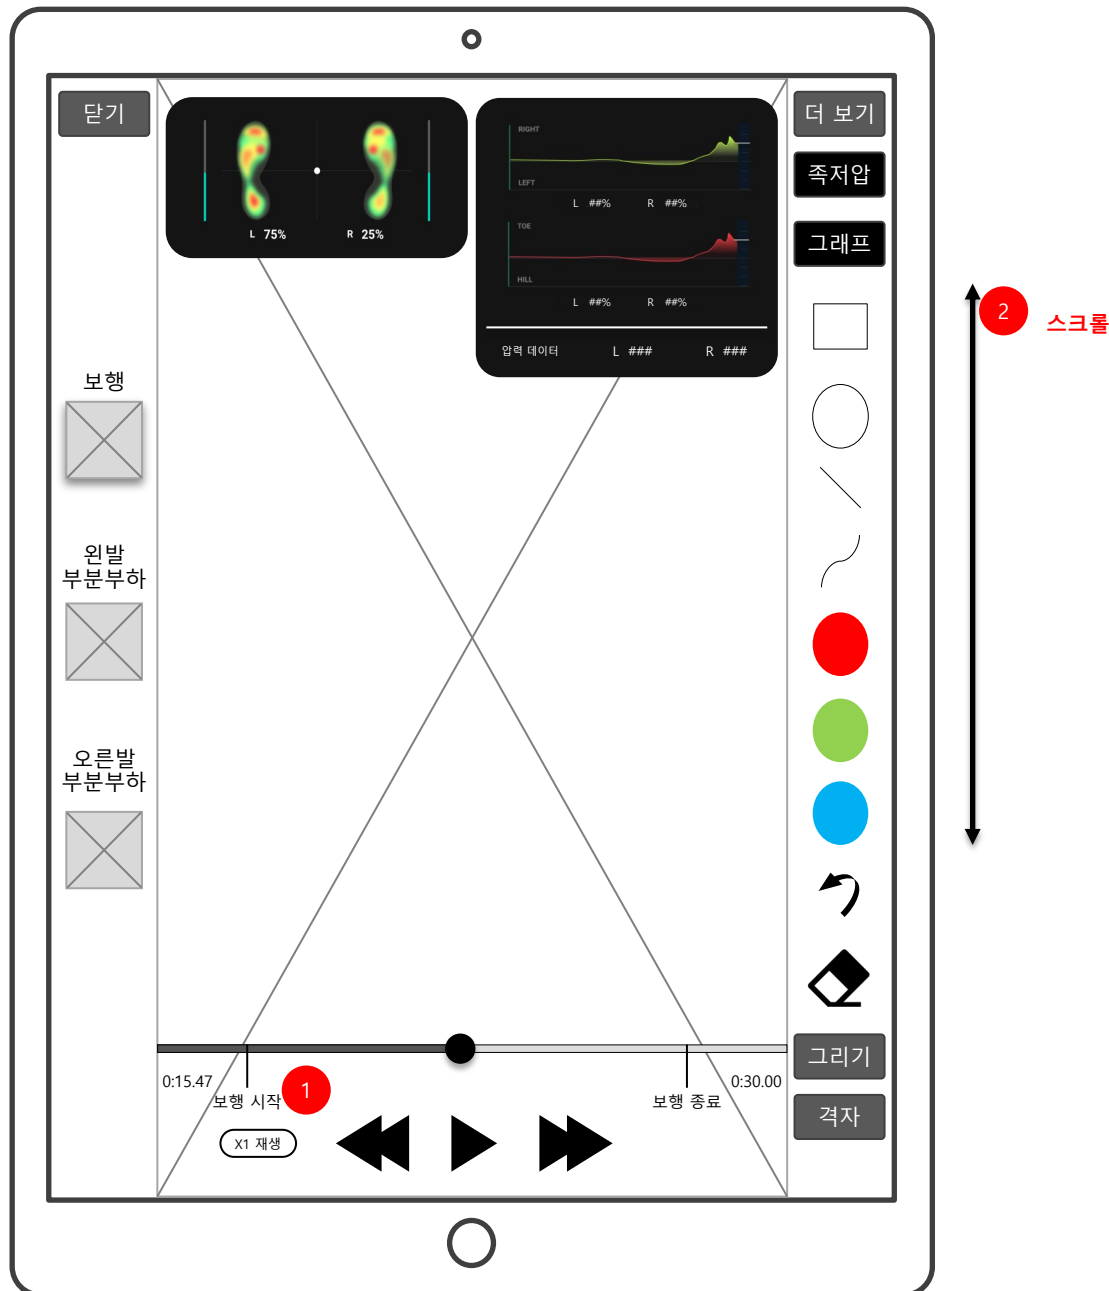 닫기
더 보기
족저압
그래프
L 75% R 25%
RIGHT
LEFT
L ##% R ##%
TOE
HILL
L ##% R ##%
압력 데이터 L ### R ###
2
스크롤
보행
왼발
부분부하
오른발
부분부하
그리기
격자
0:15.47
0:30.00
보행 시작
1
보행 종료
X1 재생